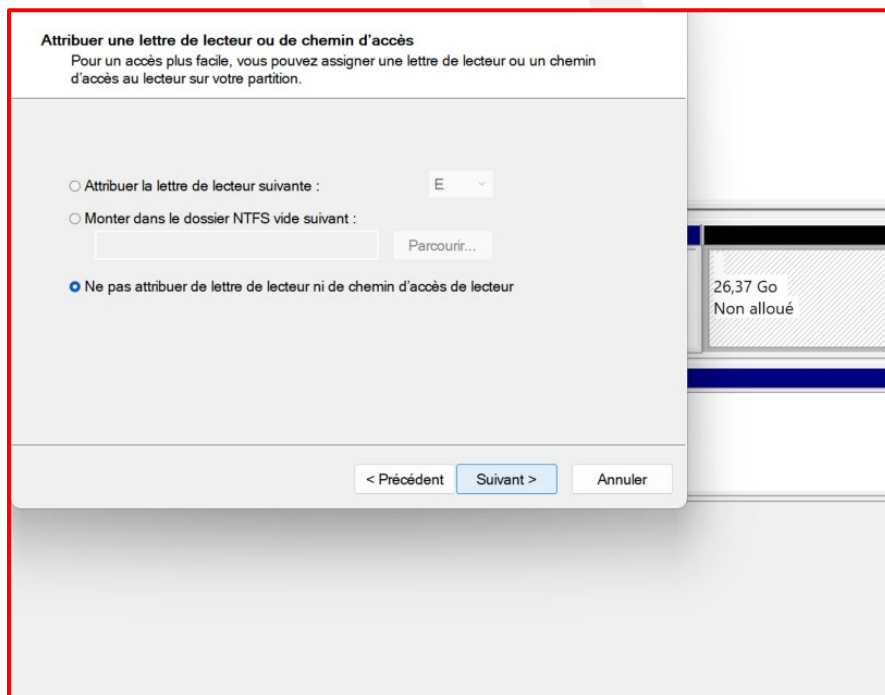 Attribuer une lettre de lecteur ou de chemin d'accès
Pour un accès plus facile, vous pouvez assigner une lettre de lecteur ou un chemin
d'accès au lecteur sur votre partition.
Attribuer la lettre de lecteur suivante :
E
Monter dans le dossier NTFS vide suivant :
Parcourir...
Ne pas attribuer de lettre de lecteur ni de chemin d'accès de lecteur
26,37 Go
Non alloué
< Précédent
Suivant >
Annuler